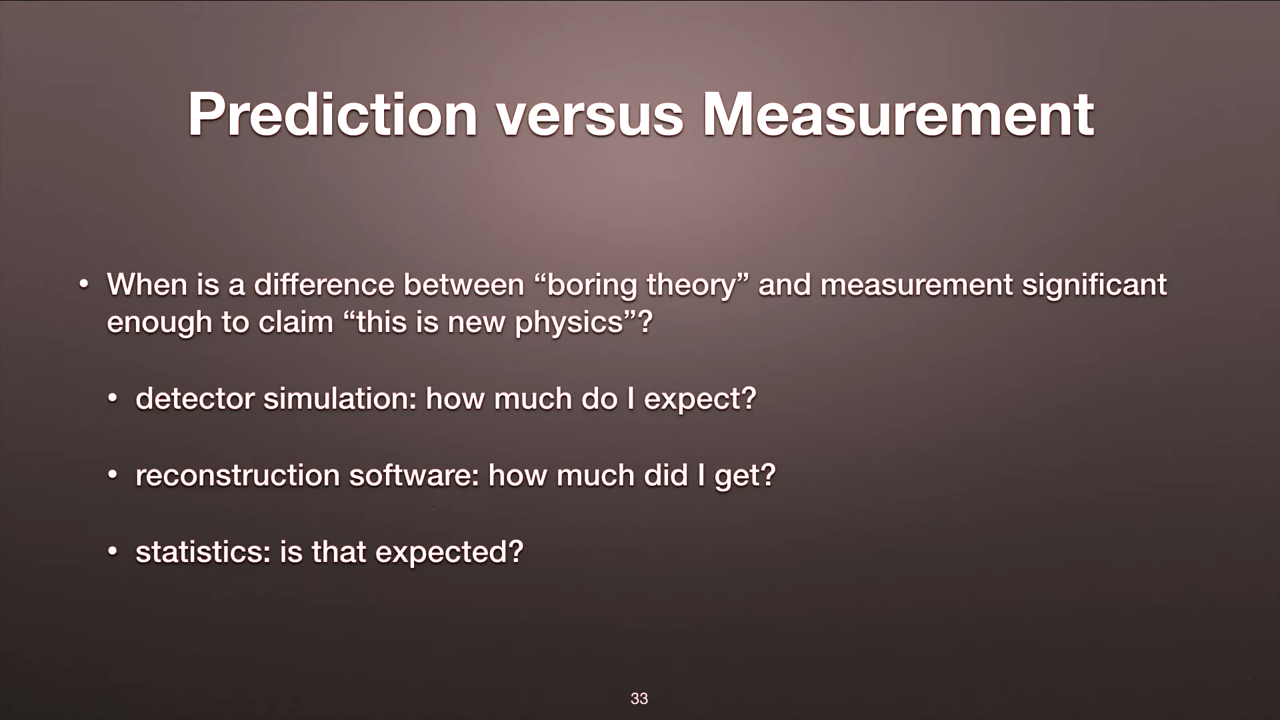 Prediction versus Measurement
• When is a difference between “boring theory” and measurement significant
enough to claim “this is new physics”?
• detector simulation: how much do I expect?
• reconstruction software: how much did I get?
• statistics: is that expected?
33